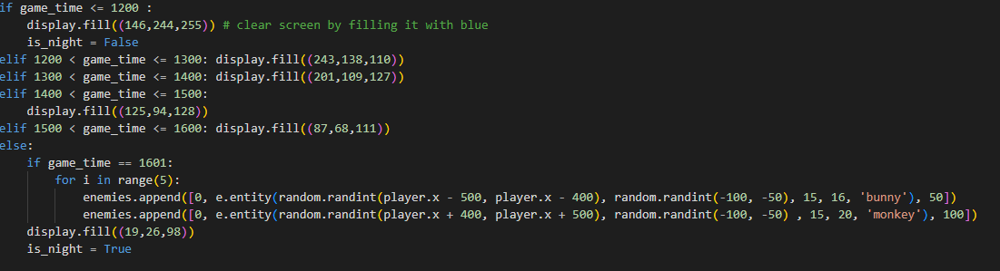 if game_time <= 1200 :
    display.fill((146,244,255)) # clear screen by filling it with blue
    is_night = False
elif 1200 < game_time <= 1300: display.fill((243,138,110))
elif 1300 < game_time <= 1400: display.fill((201,109,127))
elif 1400 < game_time <= 1500:
    display.fill((125,94,128))
elif 1500 < game_time <= 1600: display.fill((87,68,111))
else:
    if game_time == 1601:
        for i in range(5):
            enemies.append([0, e.entity(random.randint(player.x - 500, player.x - 400), random.randint(-100, -50), 15, 16, 'bunny'), 50])
            enemies.append([0, e.entity(random.randint(player.x + 400, player.x + 500), random.randint(-100, -50) , 15, 20, 'monkey'), 100])
    display.fill((19,26,98))
    is_night = True